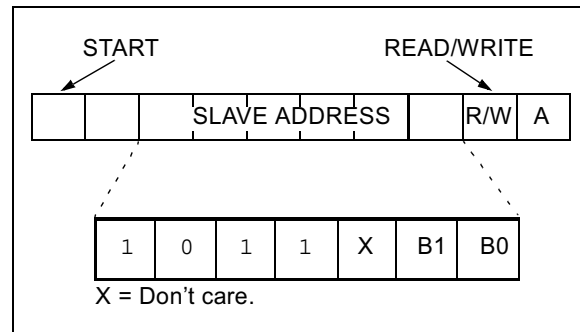 START READ/WRITE
SLAVE ADDRESS R/W A
1 0 1 1 X B1 B0
X = Don't care.